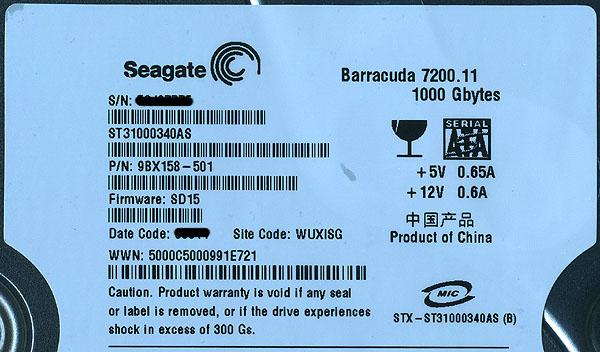 Seagate
Barracuda 7200.11
1000 Gbytes
S/N:
ST31000340AS
P/N: 9BX158-501
Firmware: SD15
Date Code: Site Code: WUXISG
WWN: 5000C5000991E721
SERIAL
ATA
+5V 0.65A
+12V 0.6A
中国产品
Product of China
Caution. Product warranty is void if any seal
or label is removed, or if the drive experiences
shock in excess of 300 Gs.
MIC
STX-ST31000340AS (B)